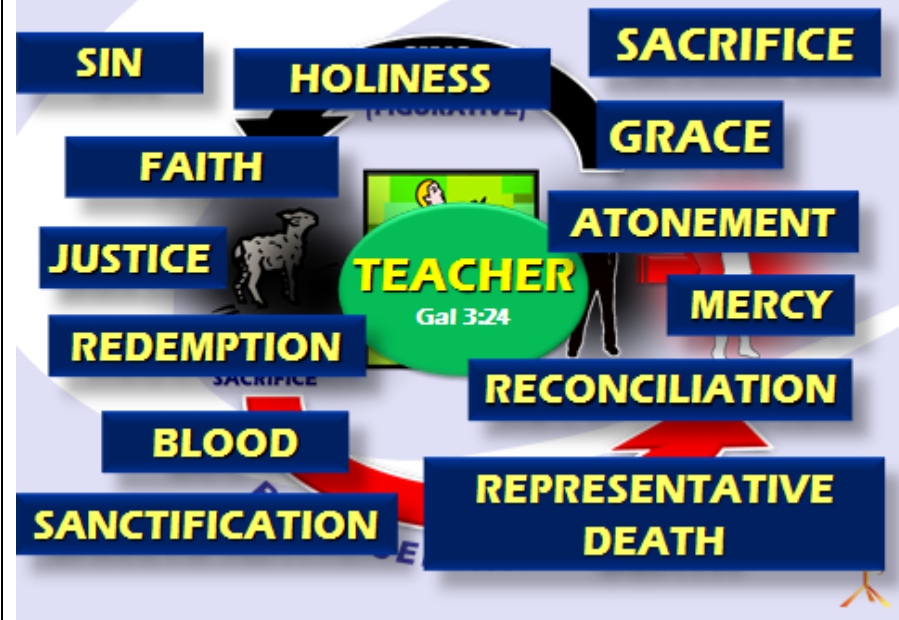 SIN
HOLINESS
SACRIFICE
(FIGURATIVE)
GRACE
FAITH
ATONEMENT
JUSTICE
TEACHER
Gal 3:24
MERCY
REDEMPTION
SACRIFICE
RECONCILIATION
BLOOD
REPRESENTATIVE
DEATH
SANCTIFICATION